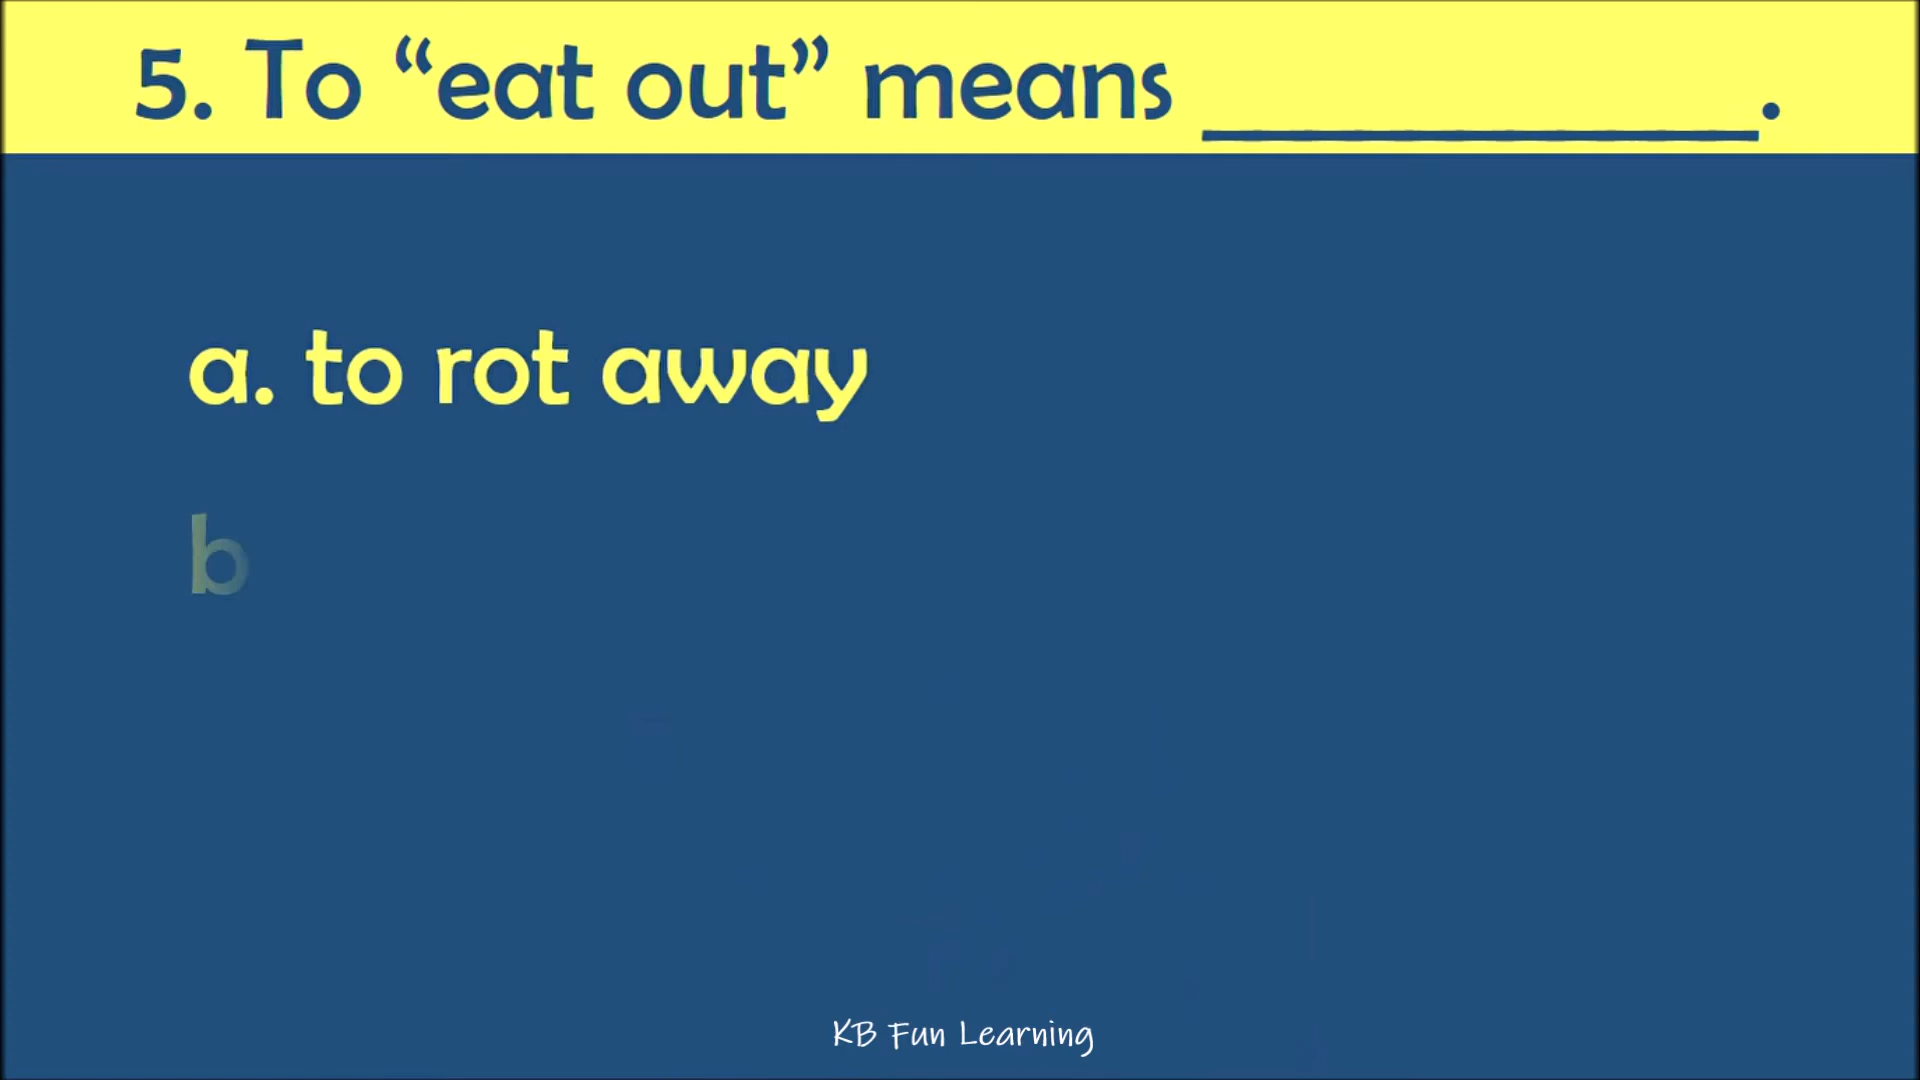 5. To “eat out” means ___________.
a. to rot away
b
KB Fun Learning